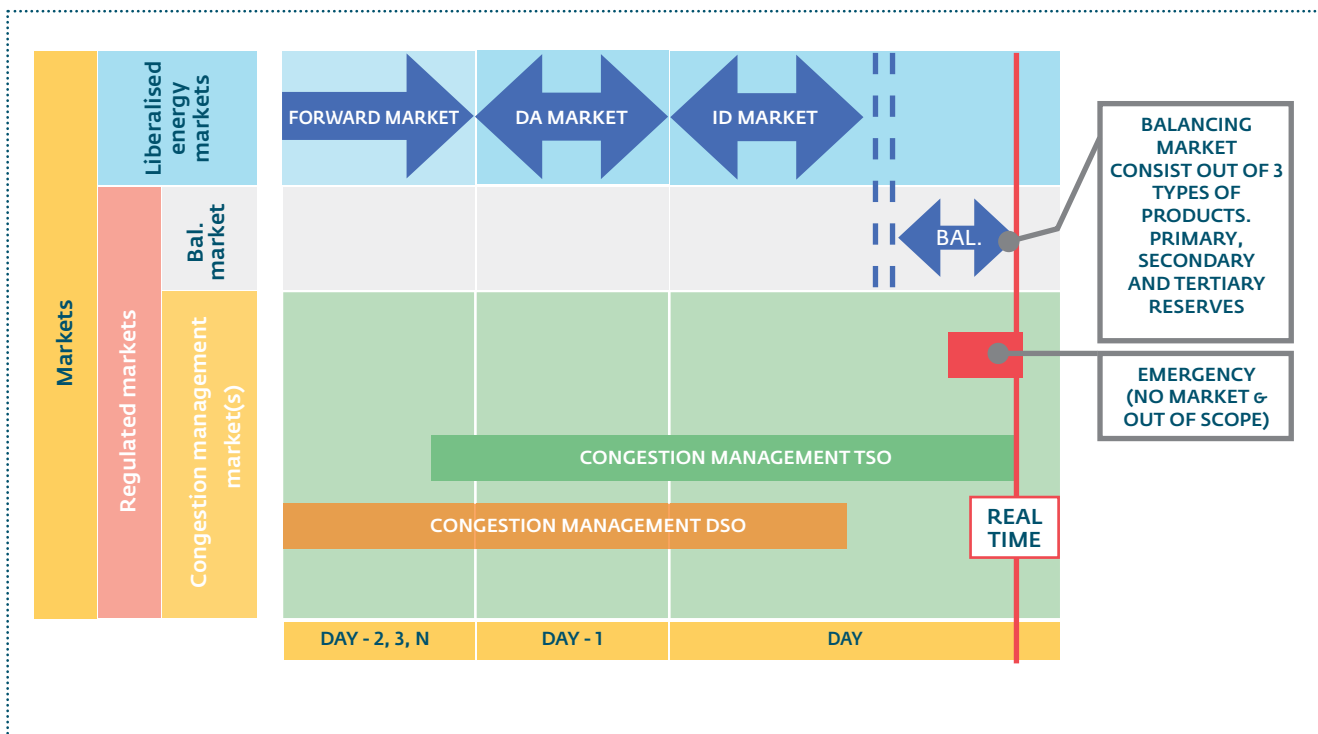 Markets
Liberalised
energy
markets
Regulated markets
Bal.
market
Congestion management
market(s)
FORWARD MARKET
DA MARKET
ID MARKET
BAL.
BALANCING
MARKET
CONSIST OUT OF 3
TYPES OF
PRODUCTS.
PRIMARY,
SECONDARY
AND TERTIARY
RESERVES
EMERGENCY
(NO MARKET &
OUT OF SCOPE)
CONGESTION MANAGEMENT TSO
CONGESTION MANAGEMENT DSO
REAL
TIME
DAY - 2, 3, N
DAY - 1
DAY